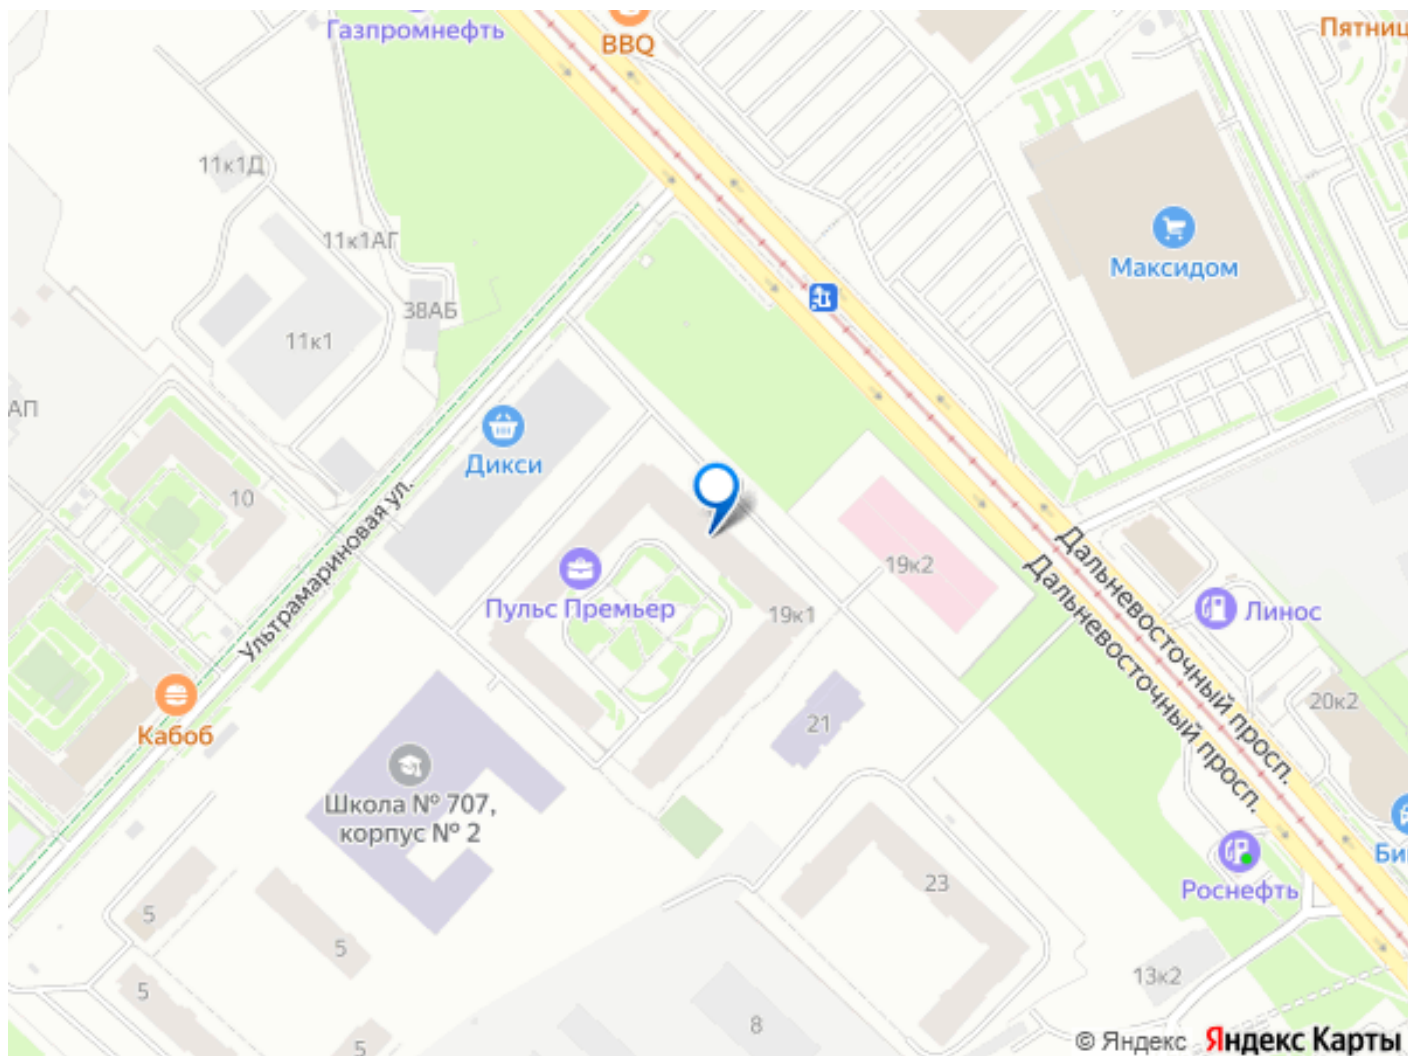 Газпромнефть
BBQ
Пятниц
11к1Д
11к1АГ
Максидом
38АБ
11к1
АП
Дикси
10
Ультрамариновая ул.
19к2
Дальневосточный просп.
Дальневосточный просп.
Пульс Премьер
19к1
Линос
Кабоб
21
20к2
Школа № 707,
корпус № 2
Би
Роснефть
23
5
5
5
13к2
8
5
© Яндекс Яндекс Карты